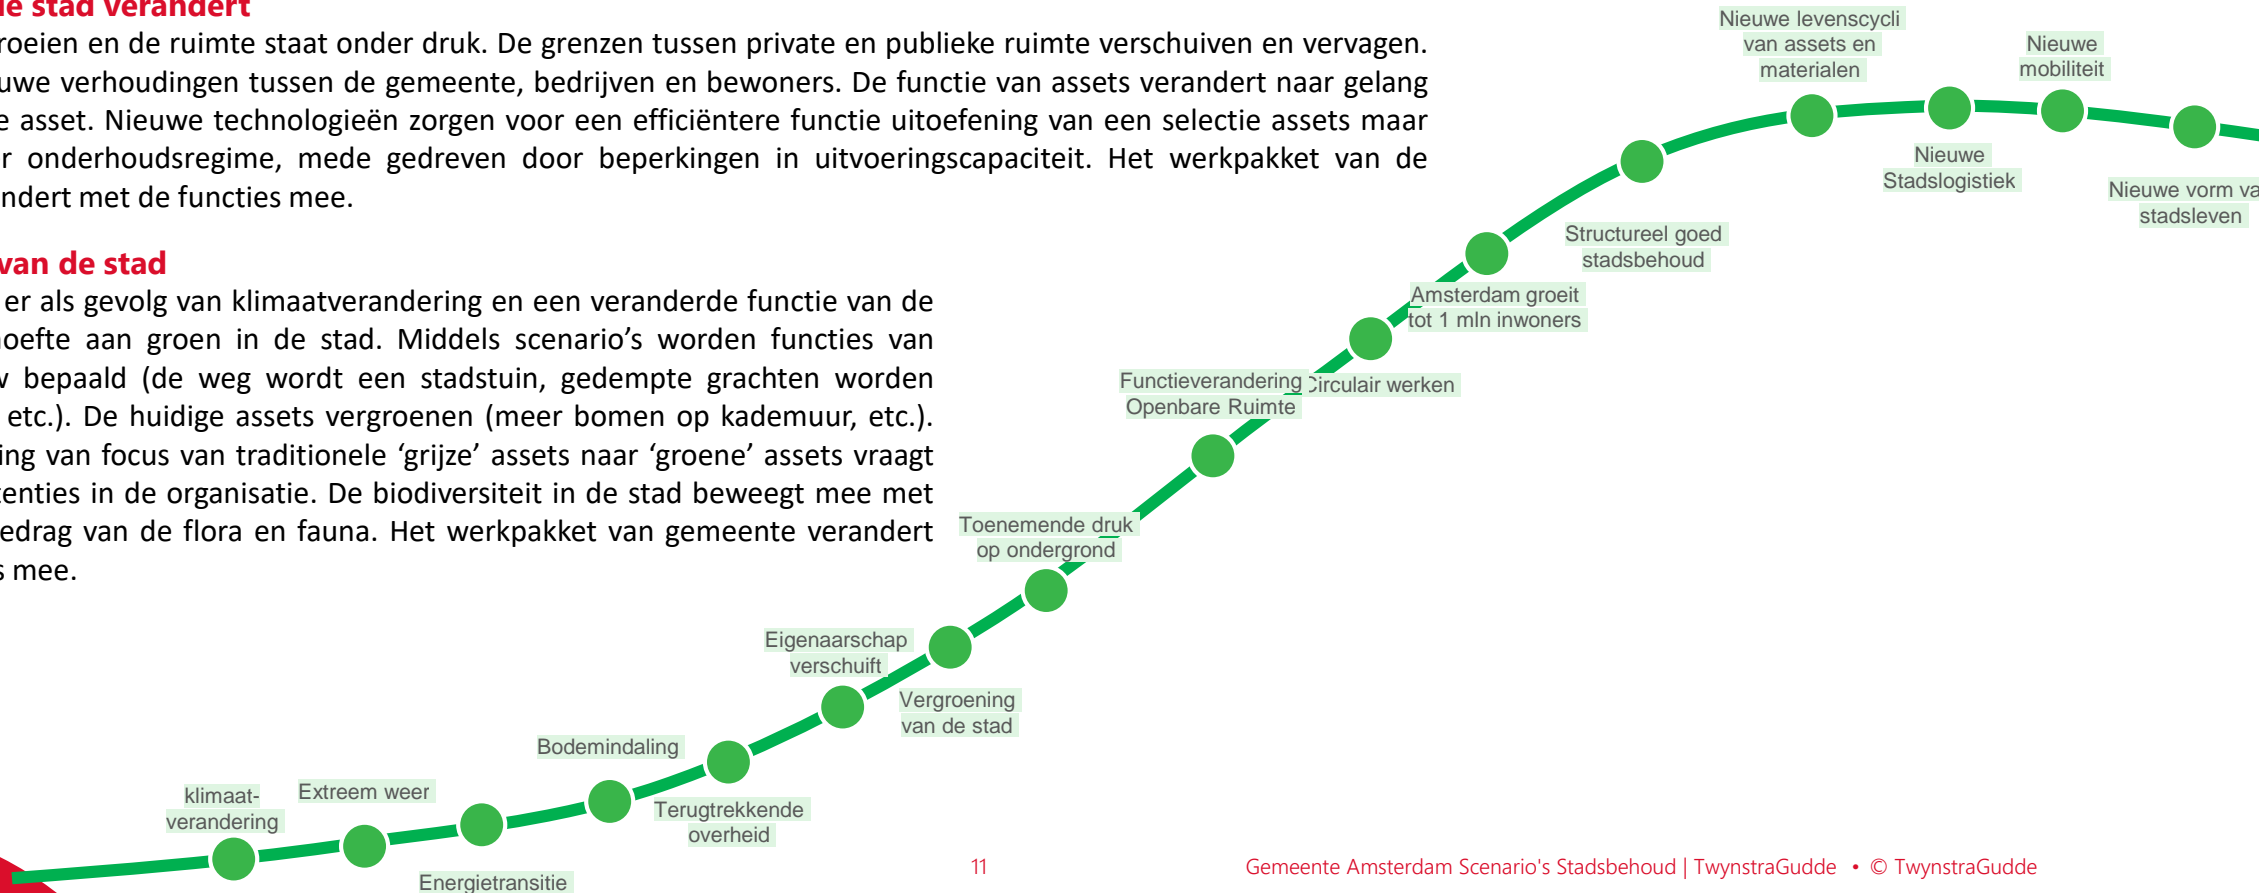 de stad verandert
roeien en de ruimte staat onder druk. De grenzen tussen private en publieke ruimte verschuiven en vervagen.
uwe verhoudingen tussen de gemeente, bedrijven en bewoners. De functie van assets verandert naar gelang
e asset. Nieuwe technologieën zorgen voor een efficiëntere functie uitoefening van een selectie assets maar
r onderhoudsregime, mede gedreven door beperkingen in uitvoeringscapaciteit. Het werkpakket van de
ndert met de functies mee.
van de stad
er als gevolg van klimaatverandering en een veranderde functie van de
oefte aan groen in de stad. Middels scenario’s worden functies van
bepaald (de weg wordt een stadstuin, gedempte grachten worden
etc.). De huidige assets vergroenen (meer bomen op kademuur, etc.).
ing van focus van traditionele ‘grijze’ assets naar ‘groene’ assets vraagt
tenties in de organisatie. De biodiversiteit in de stad beweegt mee met
edrag van de flora en fauna. Het werkpakket van gemeente verandert
s mee.
klimaat-
verandering
Extreem weer
Energietransitie
Bodemindaling
Terugtrekkende
overheid
Eigenaarschap
verschuift
Vergroening
van de stad
Toenemende druk
op ondergrond
Functieverandering
Openbare Ruimte
Circulair werken
Amsterdam groeit
tot 1 mln inwoners
Structureel goed
stadsbehoud
Nieuwe levenscycli
van assets en
materialen
Nieuwe
Stadslogistiek
Nieuwe
mobiliteit
Nieuwe vorm va
stadsleven
11
Gemeente Amsterdam Scenario's Stadsbehoud | TwynstraGudde • © TwynstraGudde